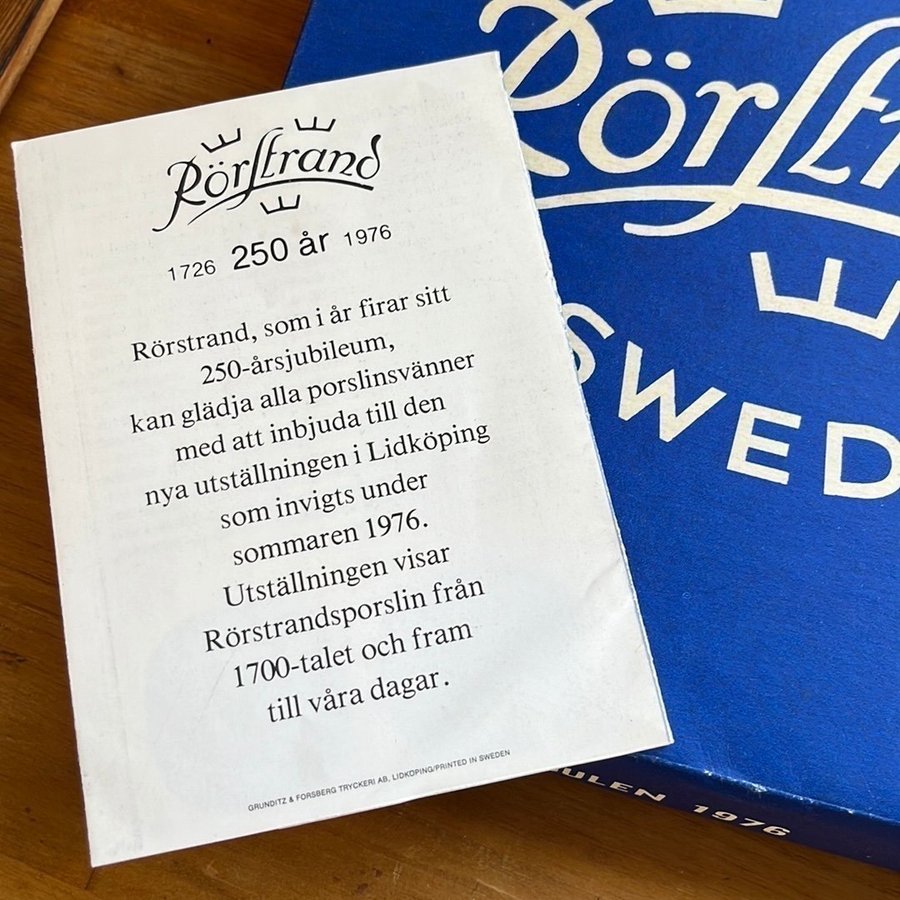 Rörstrand
1726 250 år 1976
Rörstrand, som i år firar sitt
250-årsjubileum,
kan glädja alla porslinsvänner
med att inbjuda till den
nya utställningen i Lidköping
som invigts under
sommaren 1976.
Utställningen visar
Rörstrandsporslin från
1700-talet och fram
till våra dagar.
GRUNDITZ & FORSBERG TRYCKERI AB, LIDKÖPING/PRINTED IN SWEDEN
Rörstr
SWED
ULEN 1976